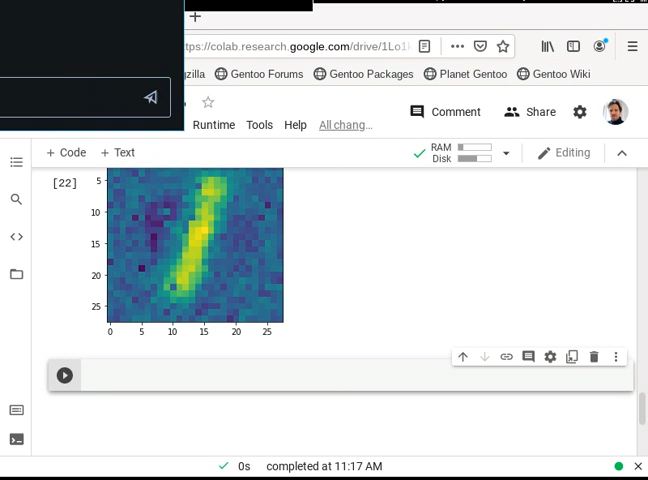 ttps://colab.research.google.com/drive/1Lo1
gzilla Gentoo Forums Gentoo Packages Planet Gentoo Gentoo Wiki
Comment Share
Runtime Tools Help All chang…
+ Code + Text RAM Disk Editing
[22]
5
10
15
20
25
0 5 10 15 20 25
0s completed at 11:17 AM